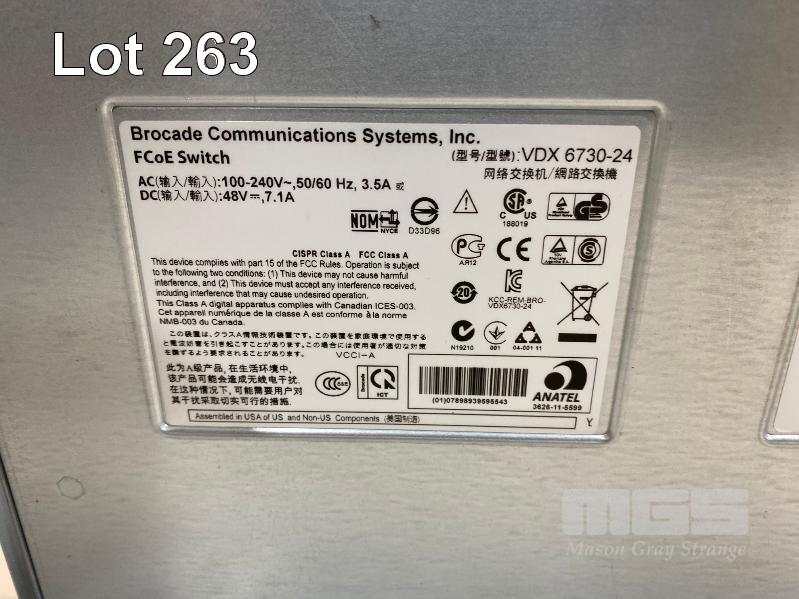 Lot 263
Brocade Communications Systems, Inc.
FCoE Switch
(型号/型號):VDX 6730-24
网络交换机/網路交換機
AC(输入/輸入):100-240V~,50/60 Hz, 3.5A 或
DC(输入/輸入):48V⎓,7.1A
NOM
NYCE
D33D96
C US
188019
CISPR Class A FCC Class A
AR12
CE
This device complies with part 15 of the FCC Rules. Operation is subject
to the following two conditions: (1) This device may not cause harmful
interference, and (2) This device must accept any interference received,
including interference that may cause undesired operation.
This Class A digital apparatus complies with Canadian ICES-003.
Cet appareil numérique de la classe A est conforme à la norme
NMB-003 du Canada.
20
KCC-REM-BRO-
VDX6730-24
N19210
001
04-001 11
この装置は、クラスA情報技術装置です。この装置を家庭環境で使用する
と電波妨害を引き起こすことがあります。この場合には使用者が適切な対策
を講ずるよう要求されることがあります。
VCCI-A
此为A级产品, 在生活环境中,
该产品可能会造成无线电干扰.
在这种情况下, 可能需要用户对
其干扰采取切实可行的措施.
CCC S&E
ICT
(01)07898939595543
ANATEL
3626-11-5599
Assembled in USA of US and Non-US Components (美国制造)
Y
MGS
Mason Gray Strange